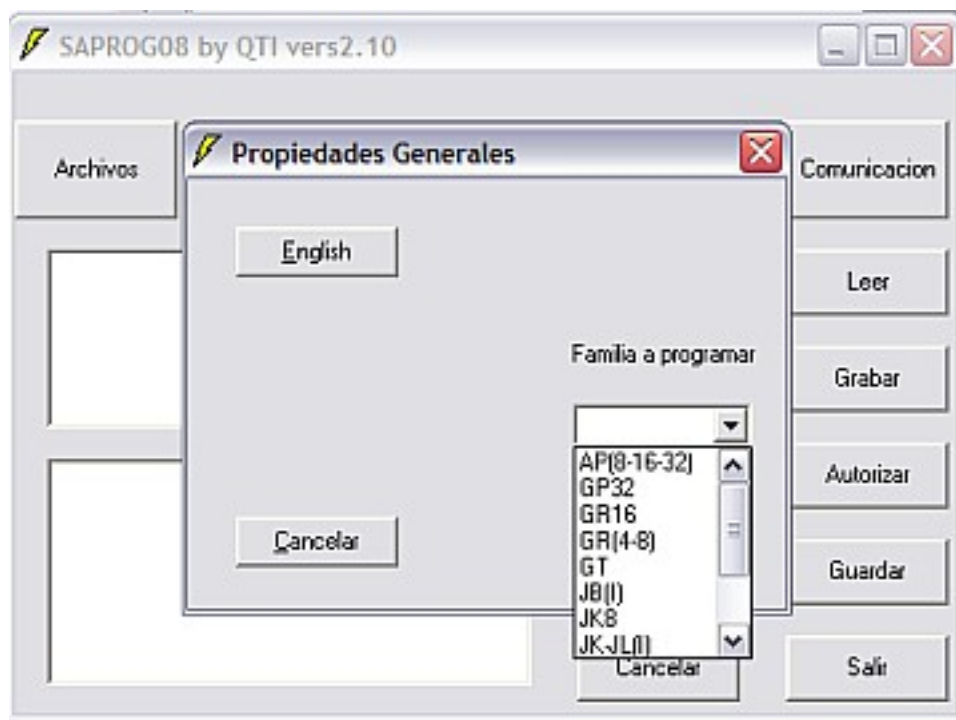 SAPROG08 by QTI vers2.10
Archivos
Propiedades Generales
Comunicacion
English
Leer
Familia a programar
Grabar
AP(8-16-32)
GP32
GR16
GR(4-8)
GT
JB(I)
JK8
JK-JL(I)
Autorizar
Cancelar
Guardar
Cancelar
Salir